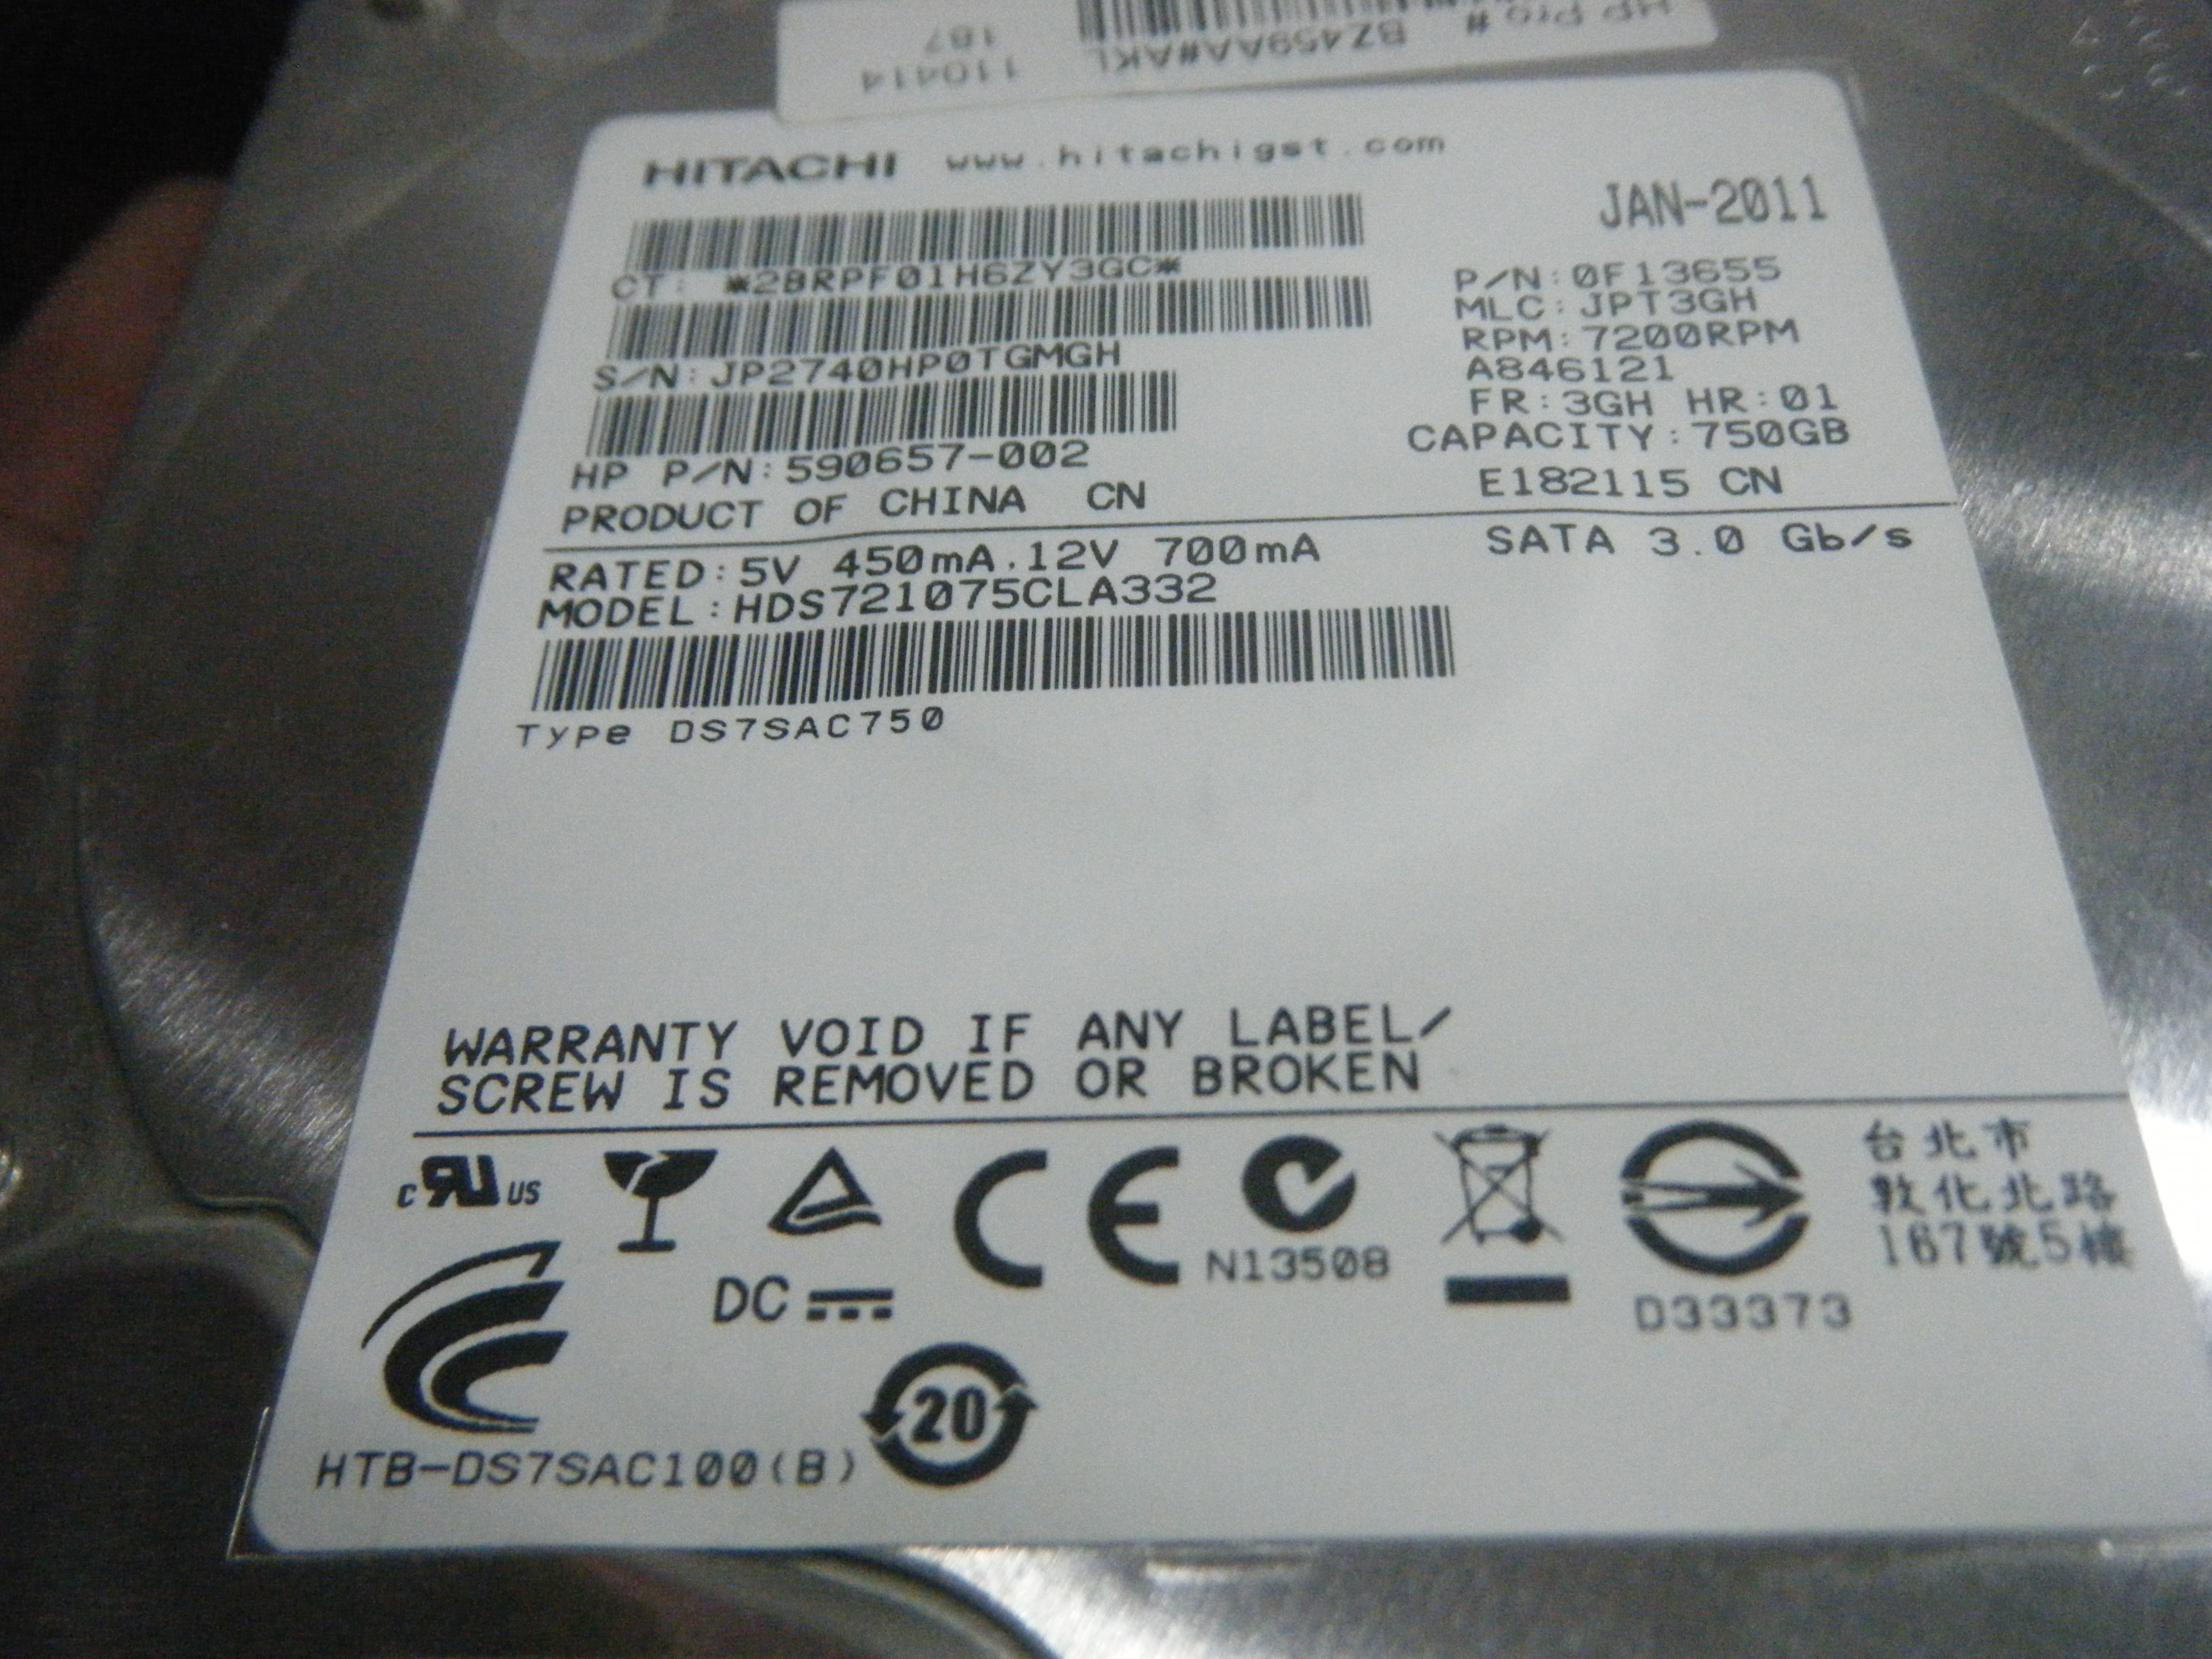 HP Prod # BZ459AA#AKL 110414
187
HITACHI www.hitachigst.com
JAN-2011
CT: *2BRPF01H6ZY3GC*
S/N:JP2740HP0TGMGH
HP P/N:590657-002
PRODUCT OF CHINA CN
P/N:0F13655
MLC:JPT3GH
RPM:7200RPM
A846121
FR:3GH HR:01
CAPACITY:750GB
E182115 CN
RATED:5V 450mA,12V 700mA
SATA 3.0 Gb/s
MODEL:HDS721075CLA332
Type DS7SAC750
WARRANTY VOID IF ANY LABEL/
SCREW IS REMOVED OR BROKEN
c RU US
CE
N13508
D33373
台北市
敦化北路
167號5樓
DC
20
HTB-DS7SAC100(B)